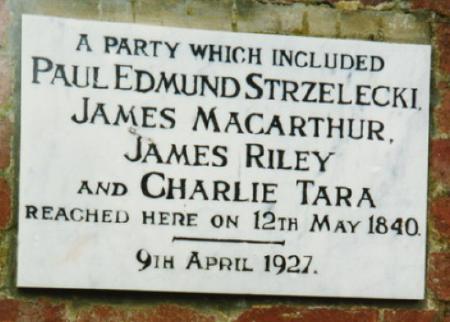 A PARTY WHICH INCLUDED
PAUL EDMUND STRZELECKI,
JAMES MACARTHUR,
JAMES RILEY
AND CHARLIE TARA
REACHED HERE ON 12TH MAY 1840.
9TH APRIL 1927.